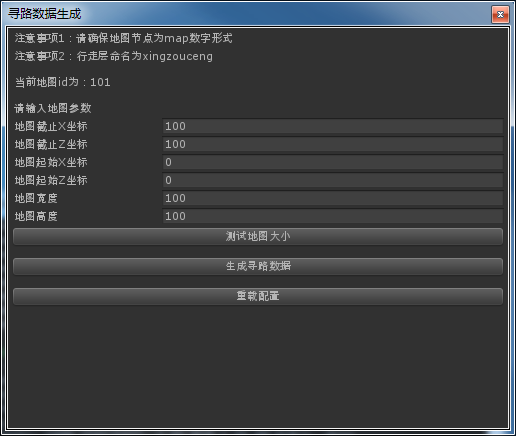 寻路数据生成
注意事项1：请确保地图节点为map数字形式
注意事项2：行走层命名为xingzouceng
当前地图id为：101
请输入地图参数
地图截止X坐标 100
地图截止Z坐标 100
地图起始X坐标 0
地图起始Z坐标 0
地图宽度 100
地图高度 100
测试地图大小
生成寻路数据
重载配置